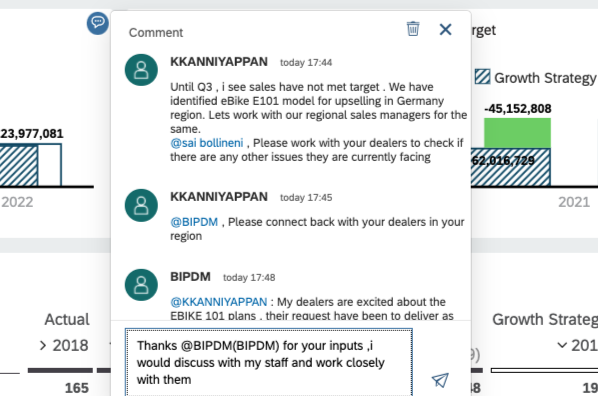 Comment
rget
KKANNIYAPPAN today 17:44
Until Q3 , i see sales have not met target . We have
identified eBike E101 model for upselling in Germany
region. Lets work with our regional sales managers for the
same.
@sai bollineni , Please work with your dealers to check if
there are any other issues they are currently facing
Growth Strategy
-45,152,808
23,977,081
62,016,729
2022
2021
KKANNIYAPPAN today 17:45
@BIPDM , Please connect back with your dealers in your
region
BIPDM today 17:48
@KKANNIYAPPAN : My dealers are excited about the
EBIKE 101 plans , their request have been to deliver as
Actual
Growth Strateg
> 2018
201
Thanks @BIPDM(BIPDM) for your inputs ,i
would discuss with my staff and work closely
with them
9)
165
48
19